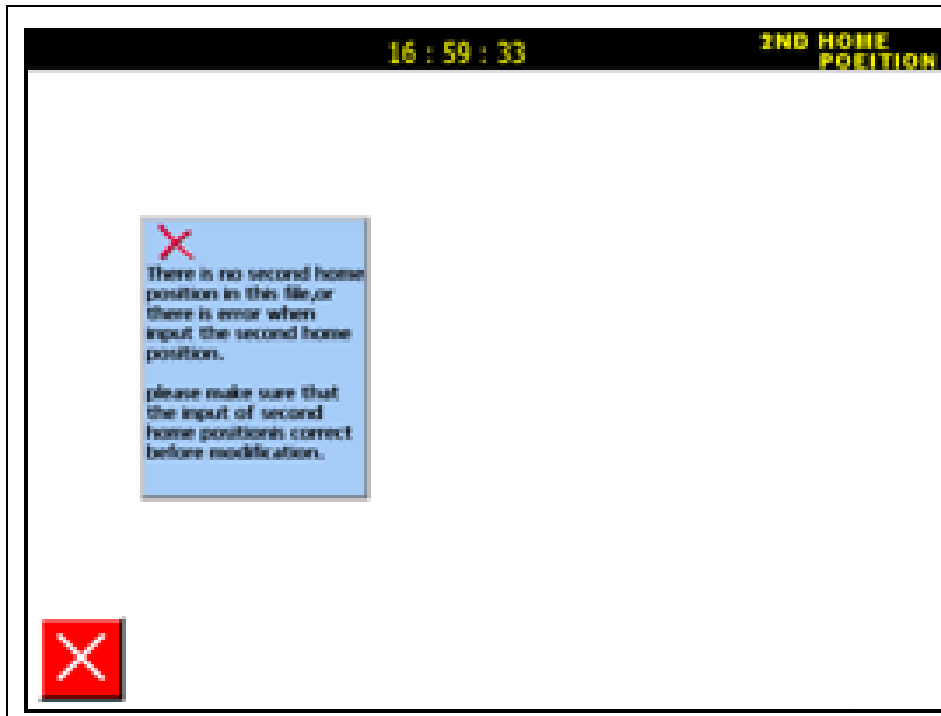 16 : 59 : 33
2ND HOME
POEITION
There is no second home
position in this file,or
there is error when
input the second home
position.
please make sure that
the input of second
home positionis correct
before modification.